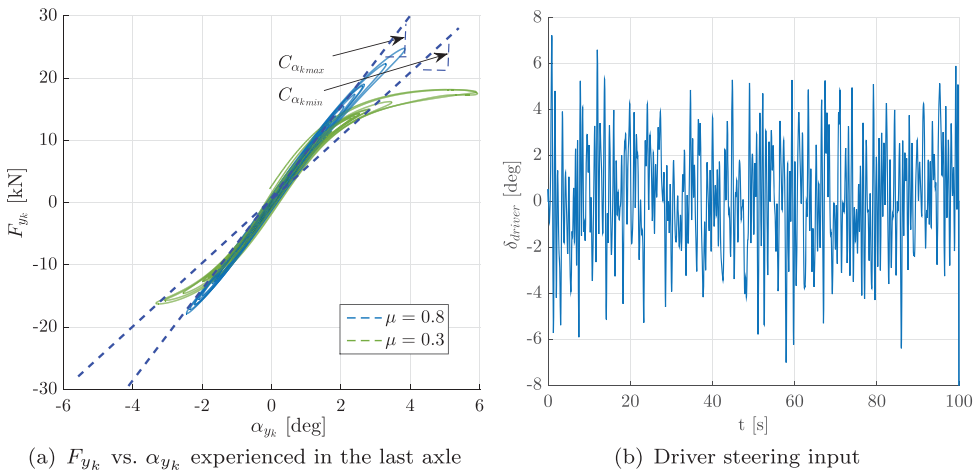 30
20
10
0
-10
-20
-30
F_{y_k} [kN]
C_{α_{kmax}}
C_{α_{kmin}}
μ = 0.8
μ = 0.3
-6 -4 -2 0 2 4 6
α_{y_k} [deg]
(a) F_{y_k} vs. α_{y_k} experienced in the last axle
8
6
4
2
0
-2
-4
-6
-8
δ_{driver} [deg]
0 20 40 60 80 100
t [s]
(b) Driver steering input